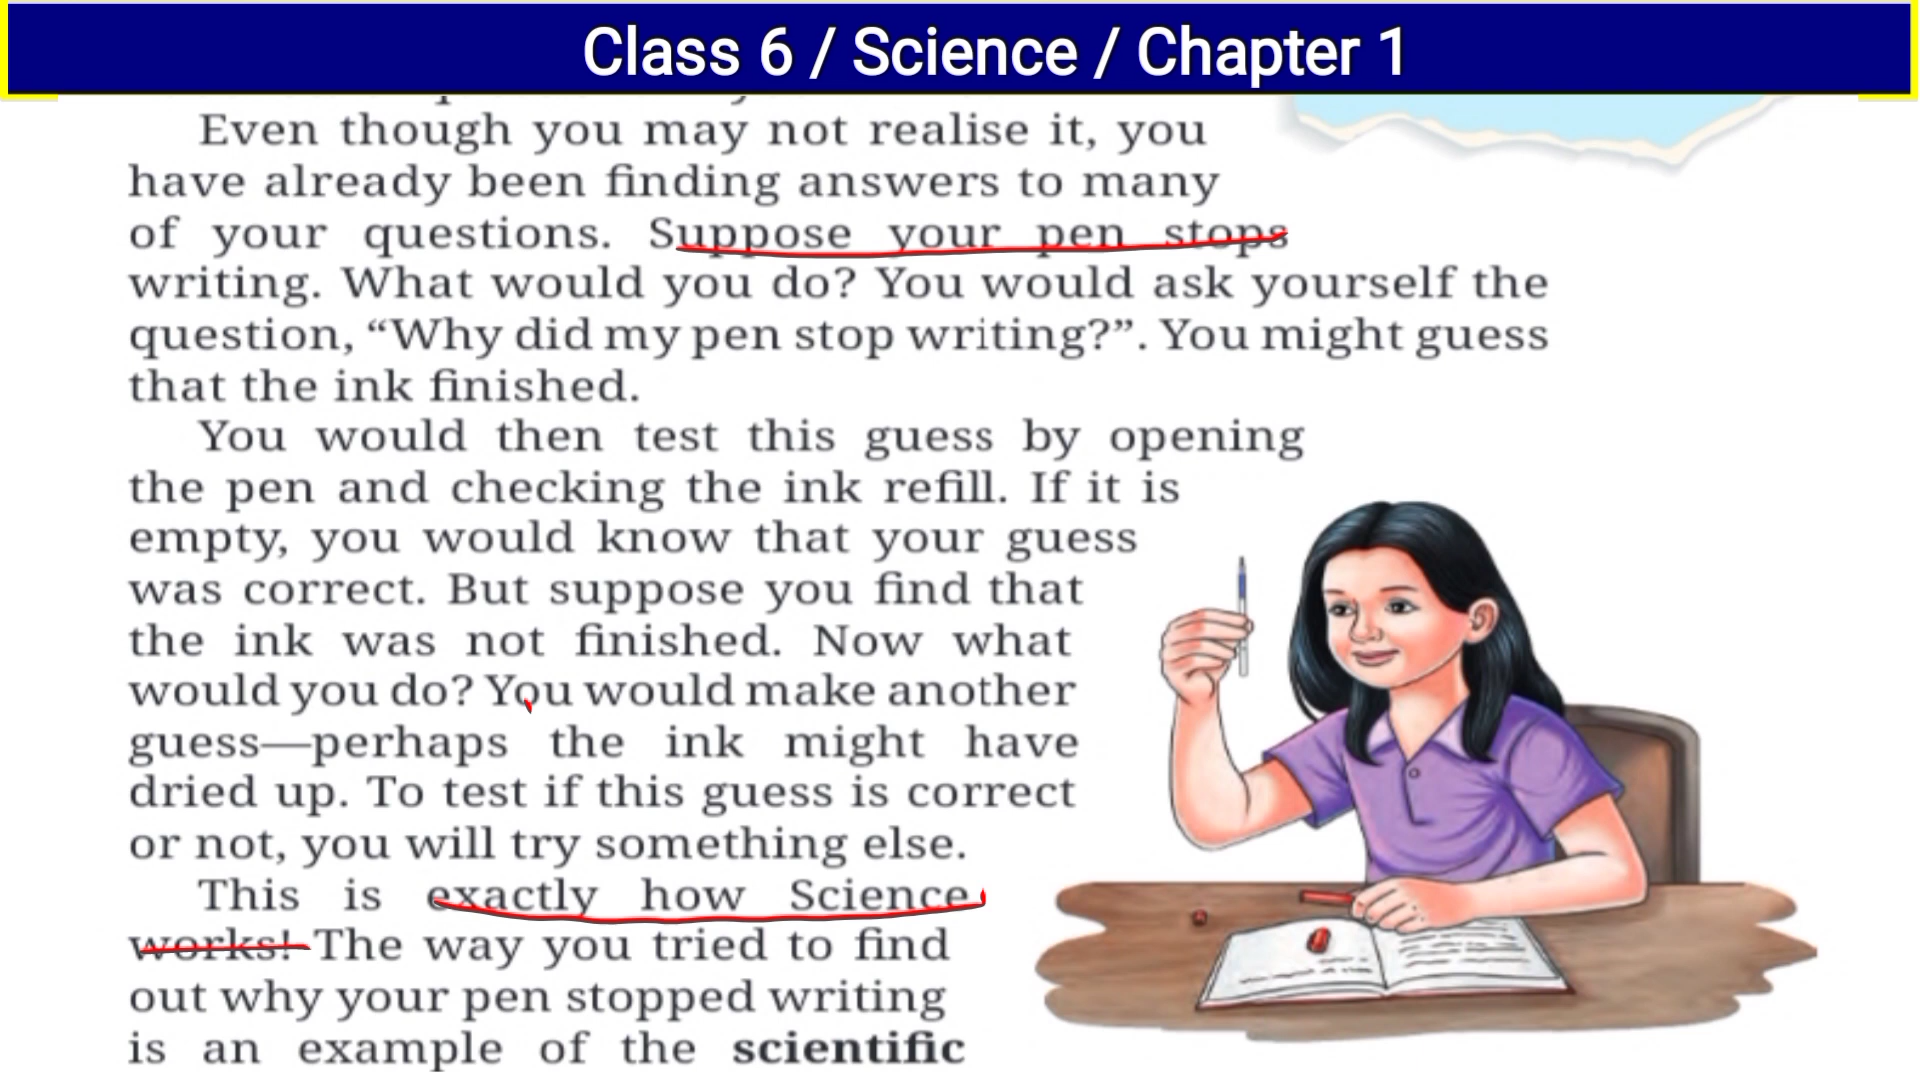 Class 6 / Science / Chapter 1
Even though you may not realise it, you
have already been finding answers to many
of your questions. Suppose your pen stops
writing. What would you do? You would ask yourself the
question, “Why did my pen stop writing?”. You might guess
that the ink finished.
You would then test this guess by opening
the pen and checking the ink refill. If it is
empty, you would know that your guess
was correct. But suppose you find that
the ink was not finished. Now what
would you do? You would make another
guess—perhaps the ink might have
dried up. To test if this guess is correct
or not, you will try something else.
This is exactly how Science
works! The way you tried to find
out why your pen stopped writing
is an example of the scientific